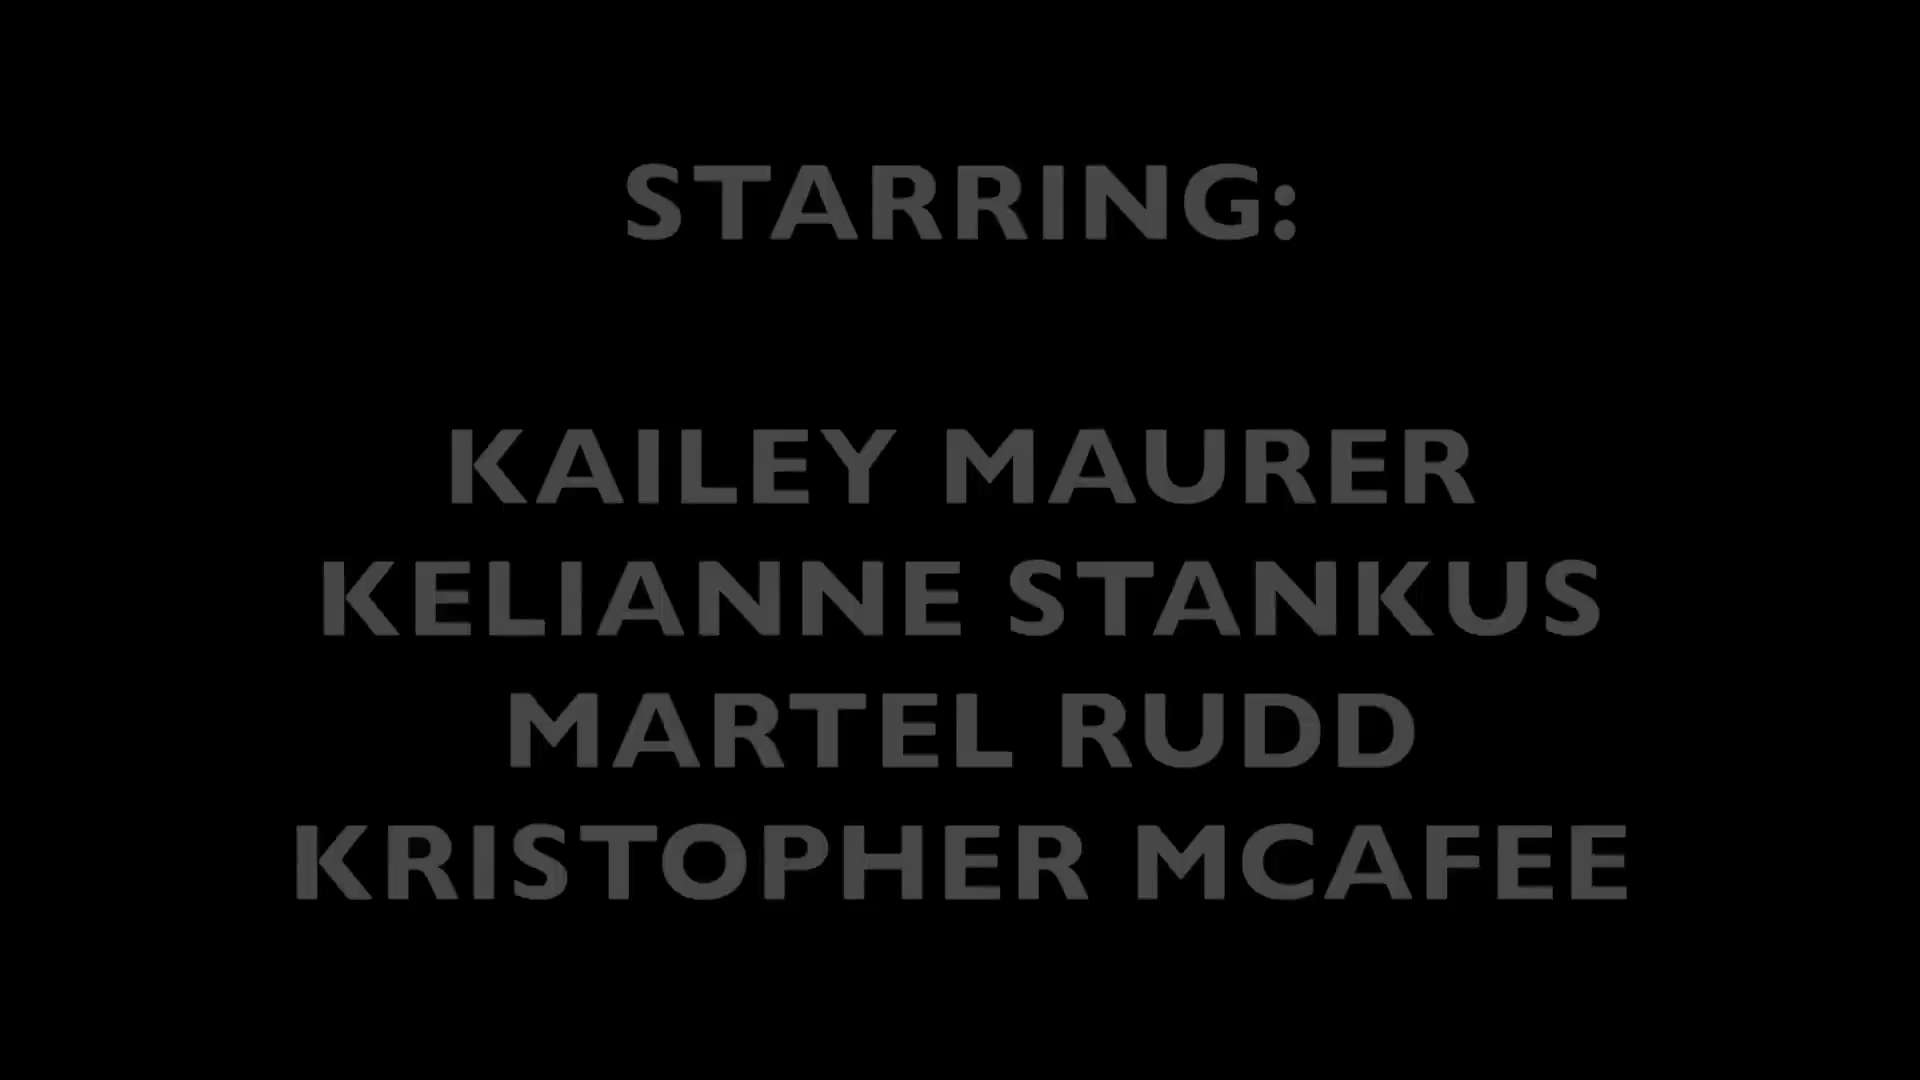 STARRING:
KAILEY MAURER
KELIANNE STANKUS
MARTEL RUDD
KRISTOPHER MCAFEE